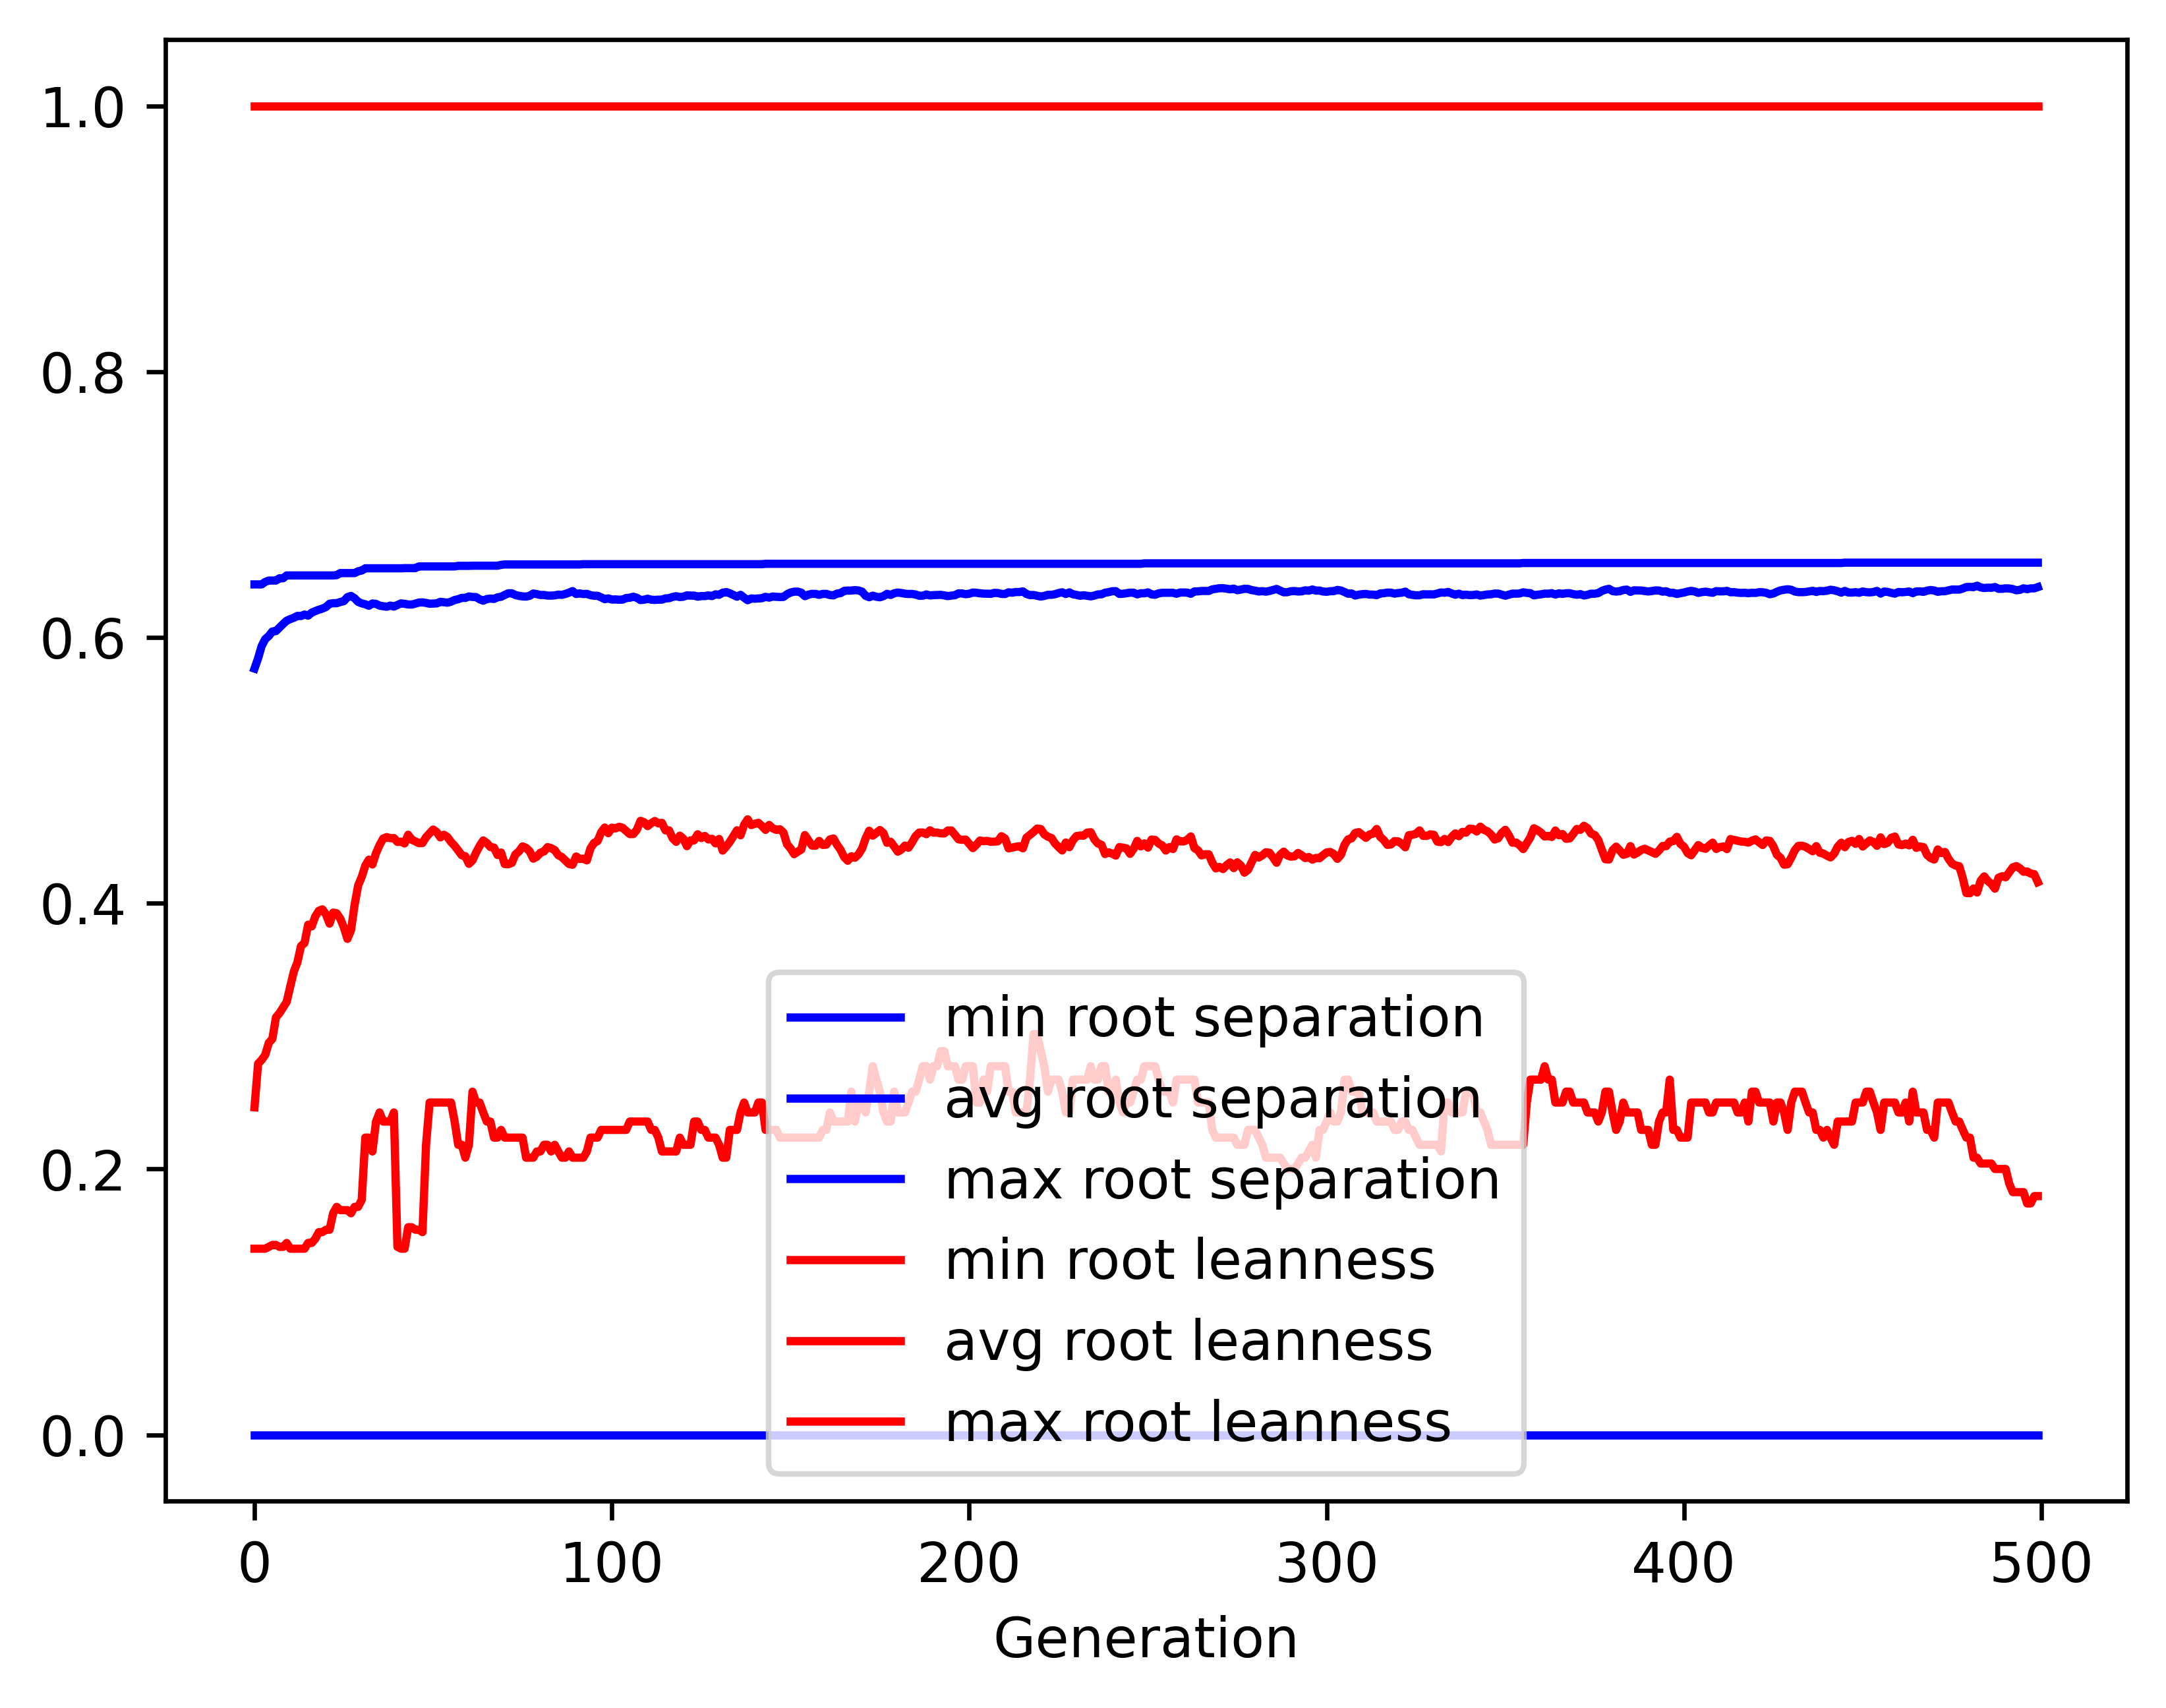 1.0
0.8
0.6
0.4
0.2
0.0
min root separation
avg root separation
max root separation
min root leanness
avg root leanness
max root leanness
0 100 200 300 400 500
Generation